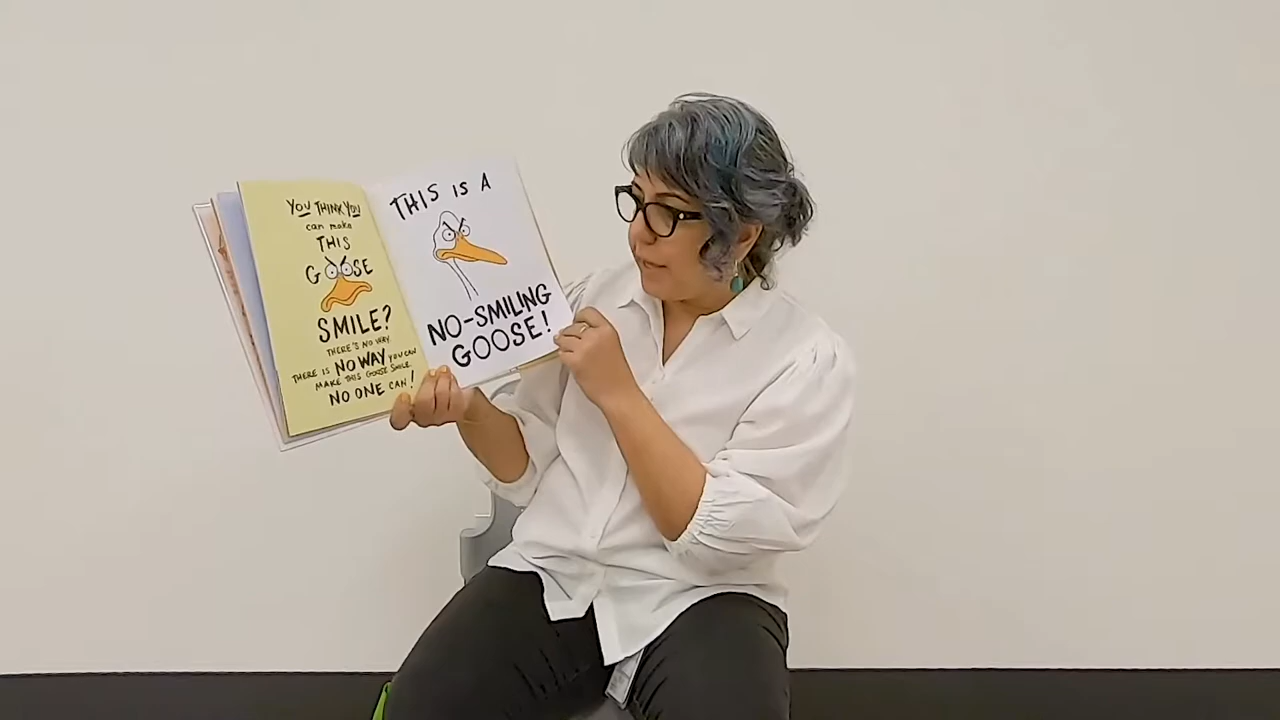 YOU THINK YOU
can make
THIS
GOOSE
SMILE?
THERE'S NO WAY
THERE IS NO WAY YOU CAN
MAKE THIS GOOSE SMILE.
NO ONE CAN!
THIS IS A
NO-SMILING
GOOSE!